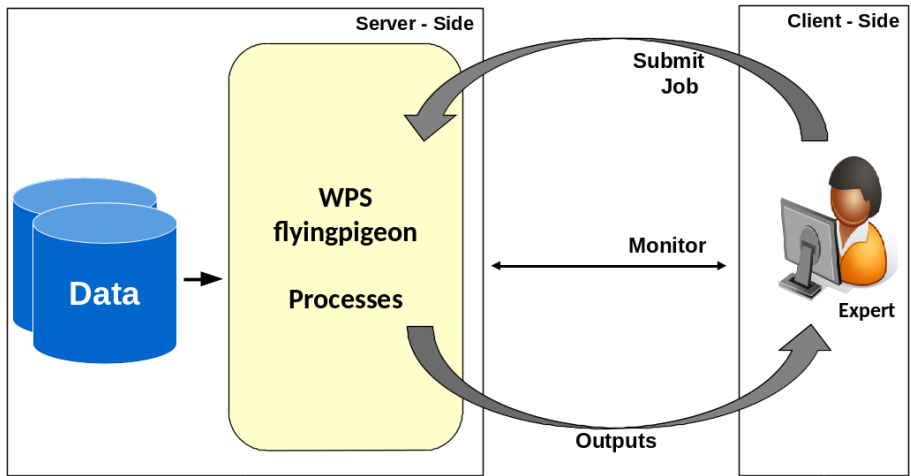 Server - Side
Client - Side
Submit
Job
WPS
flyingpigeon
Monitor
Data
Processes
Expert
Outputs